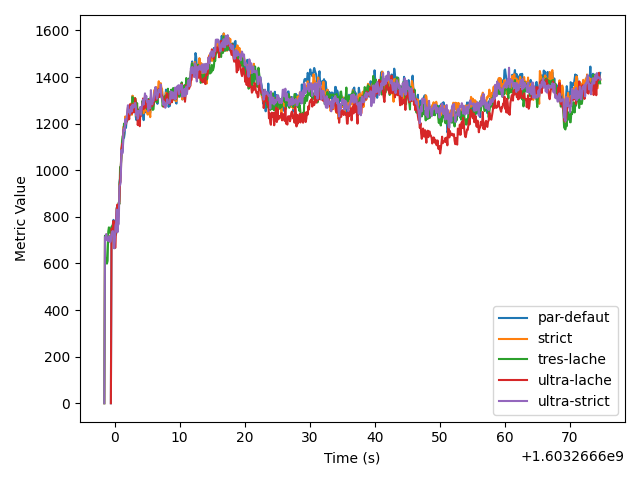 1600
1400
1200
1000
800
600
400
200
0
Metric Value
0 10 20 30 40 50 60 70
Time (s)
+1.6032666e9
par-defaut
strict
tres-lache
ultra-lache
ultra-strict